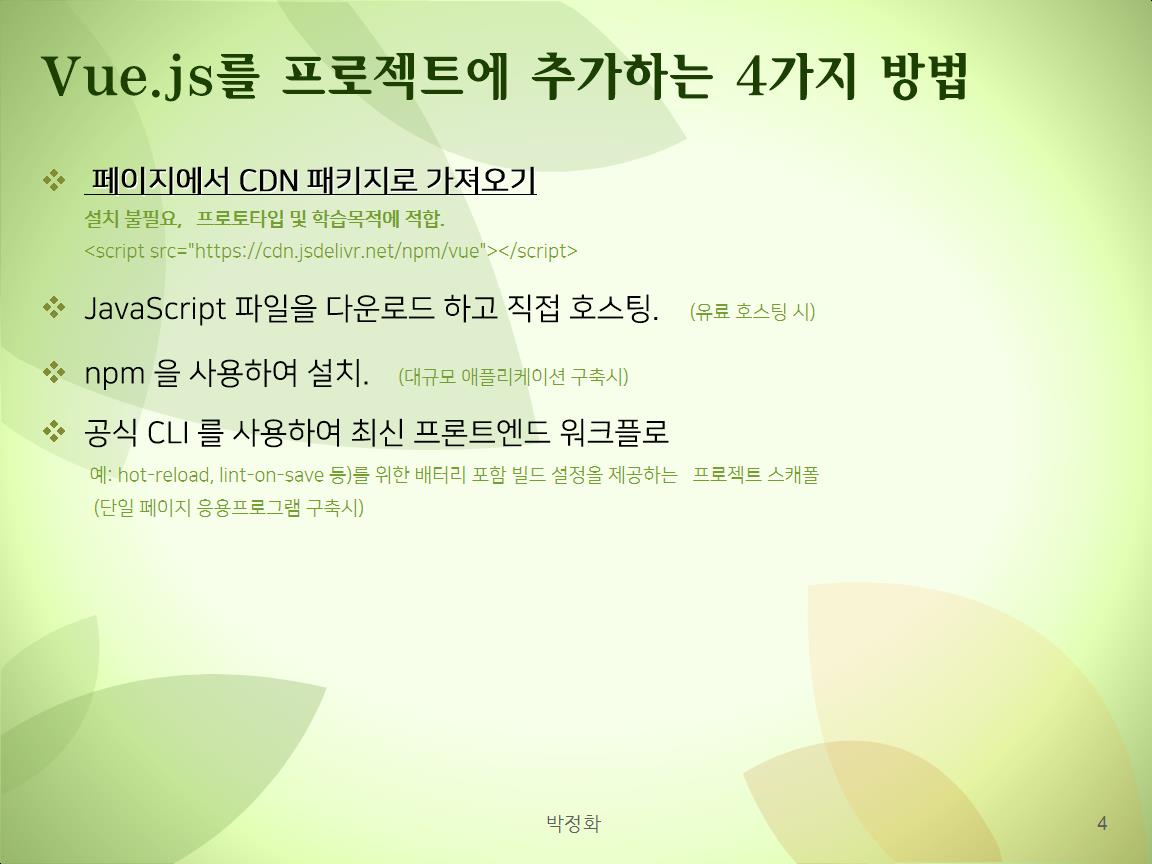 Vue.js를 프로젝트에 추가하는 4가지 방법
페이지에서 CDN 패키지로 가져오기
설치 불필요, 프로토타입 및 학습목적에 적합.
<script src="https://cdn.jsdelivr.net/npm/vue"></script>
JavaScript 파일을 다운로드 하고 직접 호스팅. (유료 호스팅 시)
npm 을 사용하여 설치. (대규모 애플리케이션 구축시)
공식 CLI 를 사용하여 최신 프론트엔드 워크플로
예: hot-reload, lint-on-save 등)를 위한 배터리 포함 빌드 설정올 제공하는 프로젝트 스캐폴
(단일 페이지 응용프로그램 구축시)
박정화
4